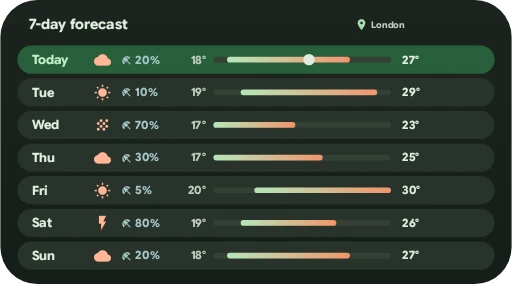 7-day forecast London
Today 20% 18° 27°
Tue 10% 19° 29°
Wed 70% 17° 23°
Thu 30% 17° 25°
Fri 5% 20° 30°
Sat 80% 19° 26°
Sun 20% 18° 27°